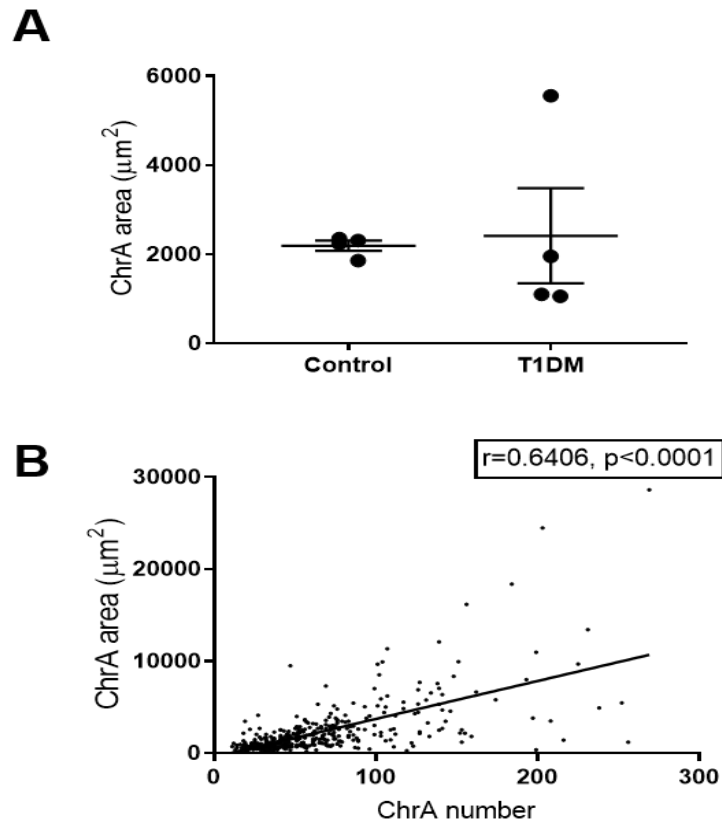 A
6000
4000
2000
0
ChrA area (μm²)
Control T1DM
B
r=0.6406, p<0.0001
30000
20000
10000
0
ChrA area (μm²)
0 100 200 300
ChrA number